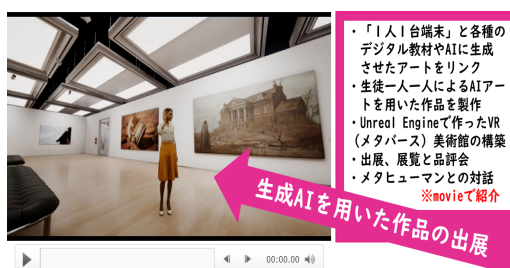 ・「1人1台端末」と各種の
デジタル教材やAIに生成
させたアートをリンク
・生徒一人一人によるAIアー
トを用いた作品を製作
・Unreal Engineで作ったVR
(メタバース)美術館の構築
・出展、展覧と品評会
・メタヒューマンとの対話
※movieで紹介
生成AIを用いた作品の出展
00:00.00